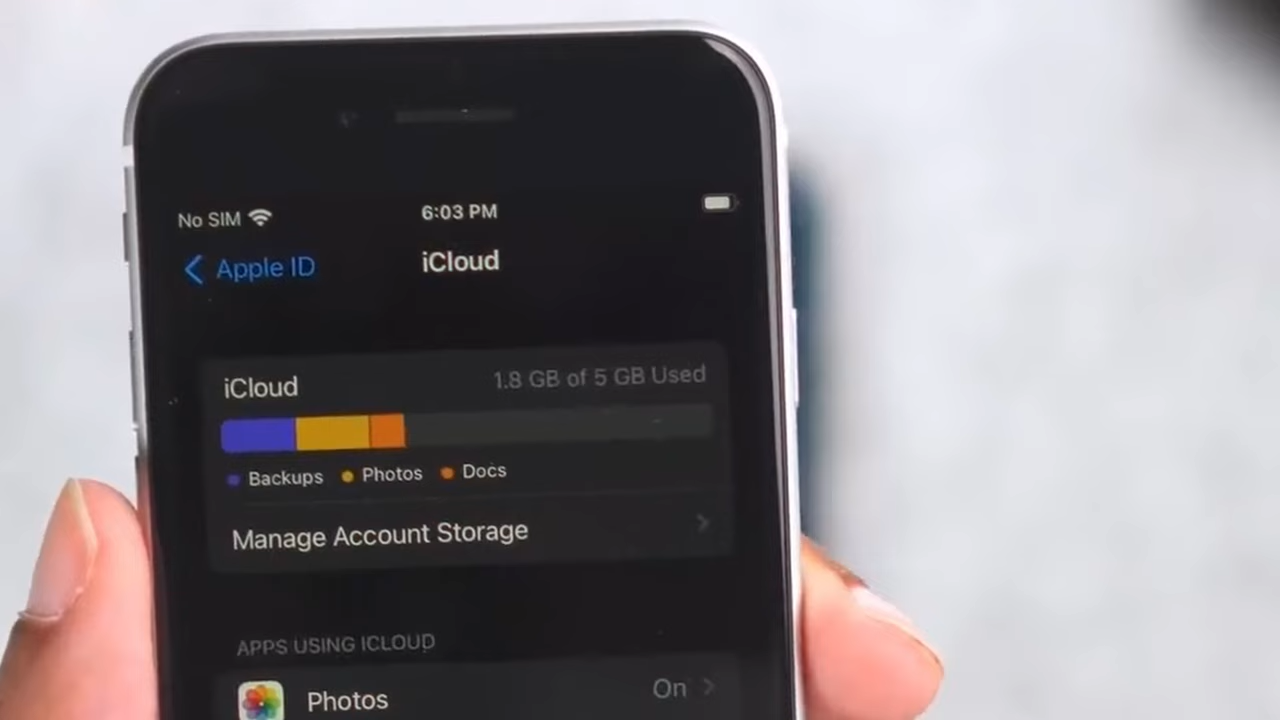 No SIM 6:03 PM
Apple ID iCloud
iCloud 1.8 GB of 5 GB Used
Backups Photos Docs
Manage Account Storage
APPS USING ICLOUD
Photos On